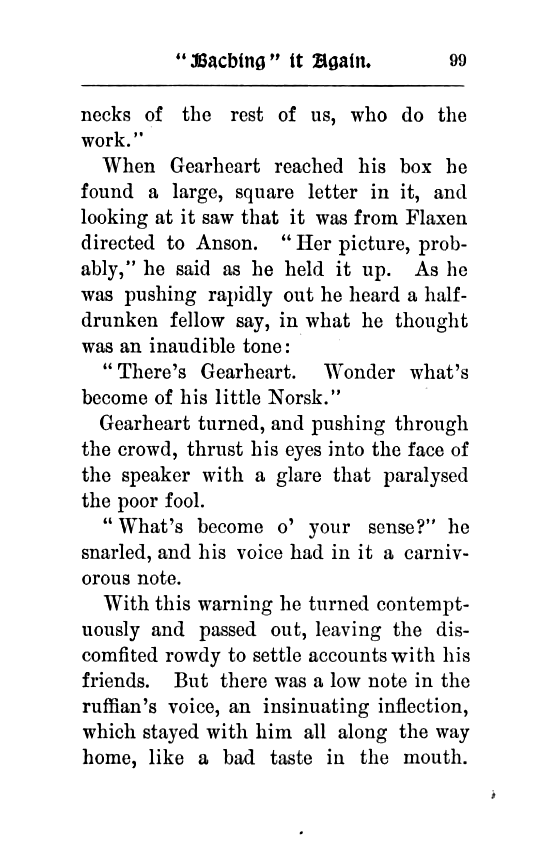 “Baching” it Again. 99
necks of the rest of us, who do the
work.”
When Gearheart reached his box he
found a large, square letter in it, and
looking at it saw that it was from Flaxen
directed to Anson. “Her picture, prob-
ably,” he said as he held it up. As he
was pushing rapidly out he heard a half-
drunken fellow say, in what he thought
was an inaudible tone:
“There’s Gearheart. Wonder what’s
become of his little Norsk.”
Gearheart turned, and pushing through
the crowd, thrust his eyes into the face of
the speaker with a glare that paralysed
the poor fool.
“What’s become o’ your sense?” he
snarled, and his voice had in it a carniv-
orous note.
With this warning he turned contempt-
uously and passed out, leaving the dis-
comfited rowdy to settle accounts with his
friends. But there was a low note in the
ruffian’s voice, an insinuating inflection,
which stayed with him all along the way
home, like a bad taste in the mouth.